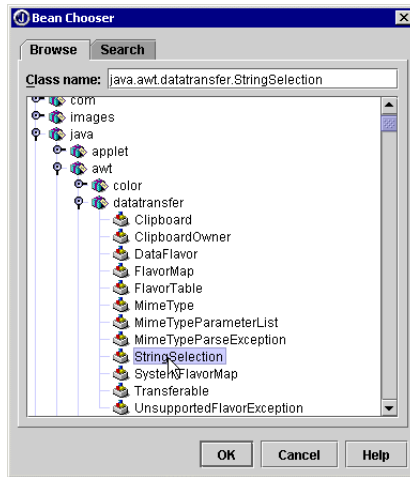 Bean Chooser
Browse Search
Class name: java.awt.datatransfer.StringSelection
com
images
java
applet
awt
color
datatransfer
Clipboard
ClipboardOwner
DataFlavor
FlavorMap
FlavorTable
MimeType
MimeTypeParameterList
MimeTypeParseException
StringSelection
SystemFlavorMap
Transferable
UnsupportedFlavorException
OK Cancel Help